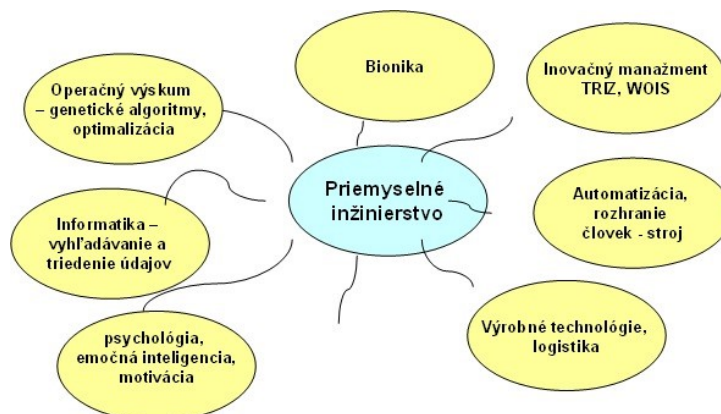 Bionika
Operačný výskum
– genetické algoritmy,
optimalizácia
Inovačný manažment
TRIZ, WOIS
Priemyselné
inžinierstvo
Automatizácia,
rozhranie
človek - stroj
Informatika –
vyhľadávanie a
triedenie údajov
Výrobné technológie,
logistika
psychológia,
emočná inteligencia,
motivácia